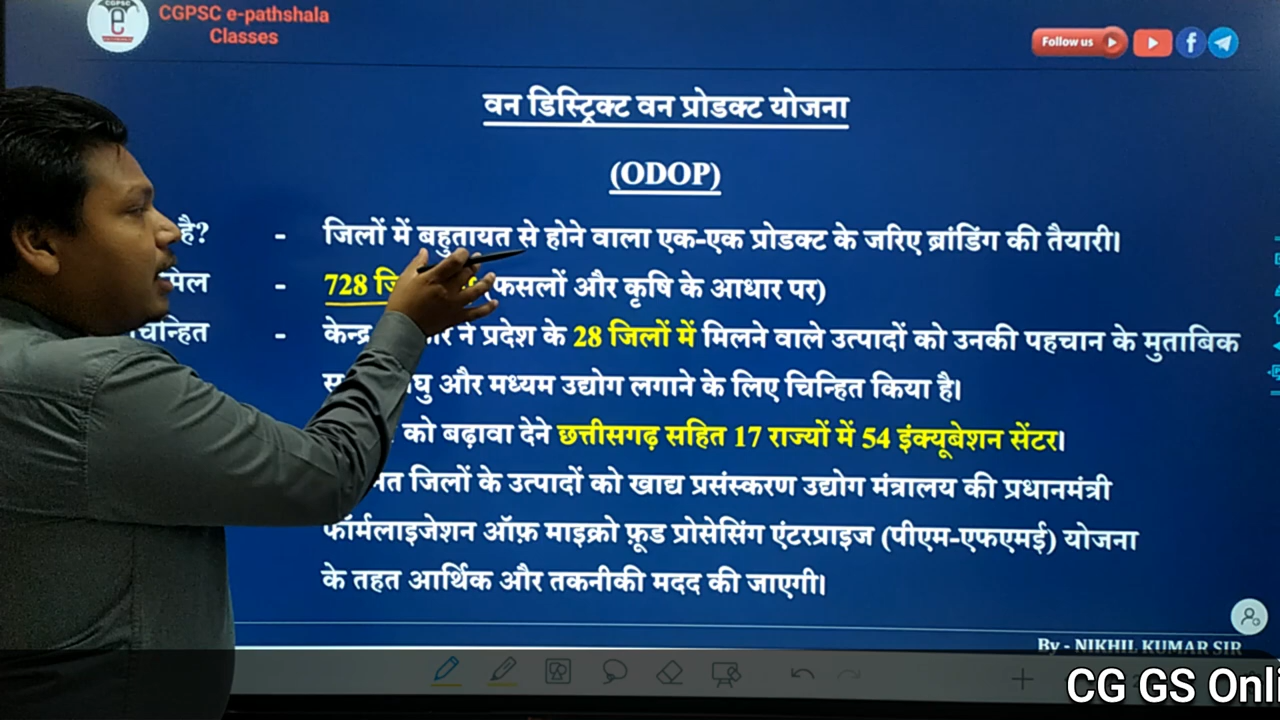 CGPSC
e
CGPSC e-pathshala
Classes
Follow us
वन डिस्ट्रिक्ट वन प्रोडक्ट योजना
(ODOP)
है? - जिलों में बहुतायत से होने वाला एक-एक प्रोडक्ट के जरिए ब्रांडिंग की तैयारी।
- 728 (फसलों और कृषि के आधार पर)
चिन्हित - केन्द्र ने प्रदेश के 28 जिलों में मिलने वाले उत्पादों को उनकी पहचान के मुताबिक
और मध्यम उद्योग लगाने के लिए चिन्हित किया है।
को बढ़ावा देने छत्तीसगढ़ सहित 17 राज्यों में 54 इंक्यूबेशन सेंटर।
जिलों के उत्पादों को खाद्य प्रसंस्करण उद्योग मंत्रालय की प्रधानमंत्री
फॉर्मलाइजेशन ऑफ़ माइक्रो फ़ूड प्रोसेसिंग एंटरप्राइज (पीएम-एफएमई) योजना
के तहत आर्थिक और तकनीकी मदद की जाएगी।
By - NIKHIL KUMAR SIR
CG GS Onli